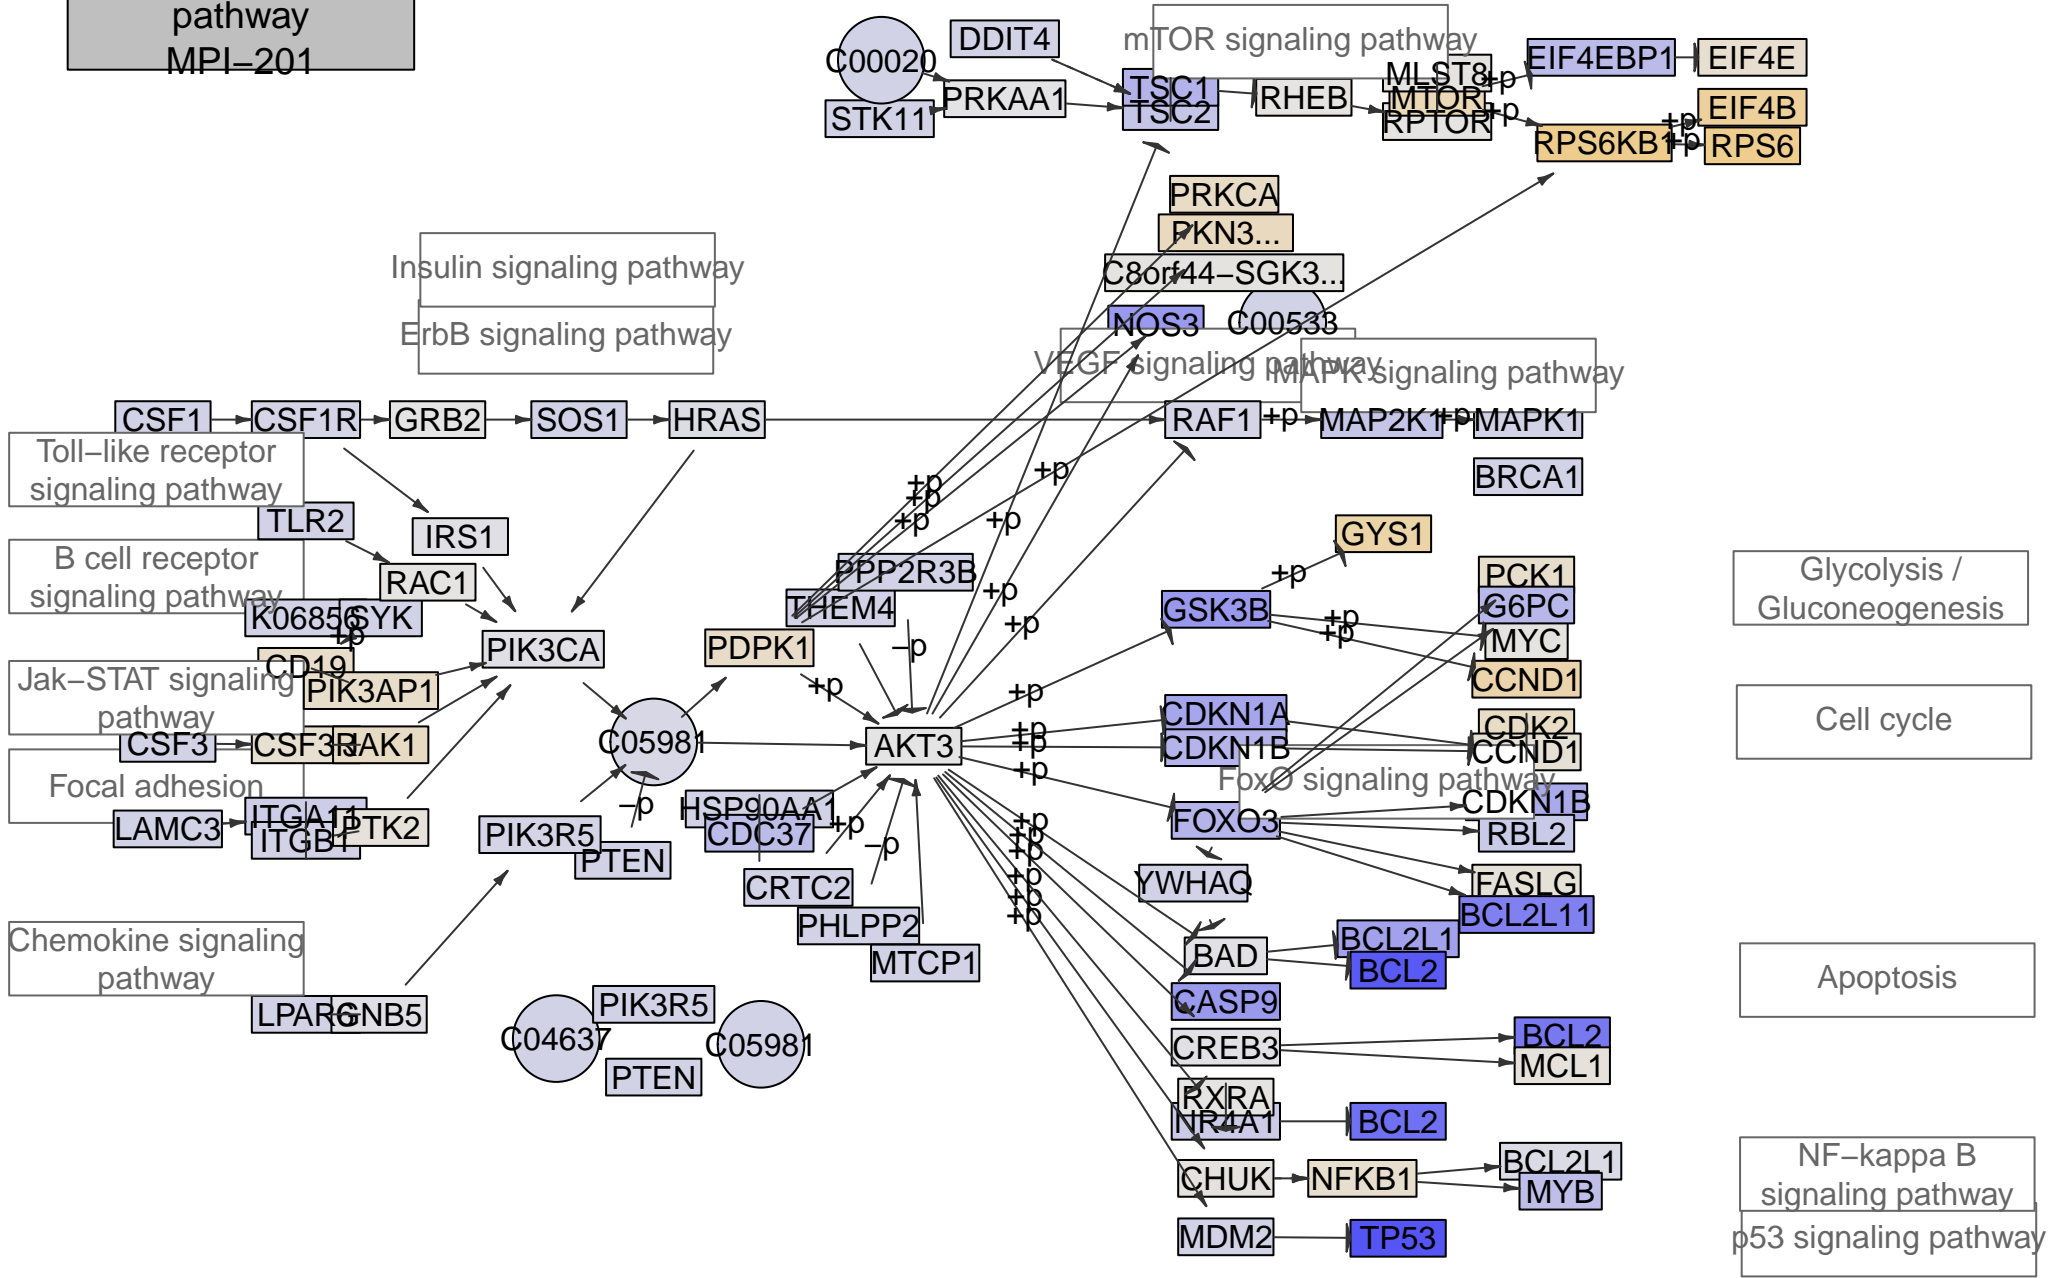 pathway
MPI−201
mTOR signaling pathway
C00020
DDIT4
STK11
PRKAA1
TSC1
TSC2
RHEB
MLST8
MTOR
RPTOR
+p
+p
EIF4EBP1
EIF4E
RPS6KB1
+p
+p
EIF4B
RPS6
PRKCA
PKN3...
C8orf44−SGK3...
NOS3
C00533
Insulin signaling pathway
ErbB signaling pathway
VEGF signaling pathway
MAPK signaling pathway
CSF1
CSF1R
GRB2
SOS1
HRAS
RAF1
+p
MAP2K1
+p
MAPK1
BRCA1
Toll−like receptor
signaling pathway
TLR2
IRS1
RAC1
B cell receptor
signaling pathway
K06856
SYK
+p
CD19
PIK3AP1
PIK3CA
PDPK1
+p
+p
+p
+p
+p
+p
+p
+p
PPP2R3B
THEM4
−p
GYS1
+p
GSK3B
+p
+p
PCK1
G6PC
MYC
CCND1
Glycolysis /
Gluconeogenesis
Jak−STAT signaling
pathway
CSF3
JAK1
C05981
AKT3
+p
+p
+p
+p
CDKN1A
CDKN1B
CDK2
CCND1
Cell cycle
FoxO signaling pathway
Focal adhesion
LAMC3
ITGA11
ITGB1
PTK2
PIK3R5
−p
PTEN
HSP90AA1
CDC37
+p
−p
CRTC2
PHLPP2
MTCP1
+p
+p
+p
+p
+p
+p
FOXO3
CDKN1B
RBL2
YWHAQ
FASLG
BCL2L11
BAD
BCL2L1
BCL2
CASP9
Apoptosis
Chemokine signaling
pathway
LPAR6
GNB5
C04637
PIK3R5
PTEN
C05981
CREB3
BCL2
MCL1
RXRA
NR4A1
BCL2
CHUK
NFKB1
BCL2L1
MYB
NF−kappa B
signaling pathway
MDM2
TP53
p53 signaling pathway